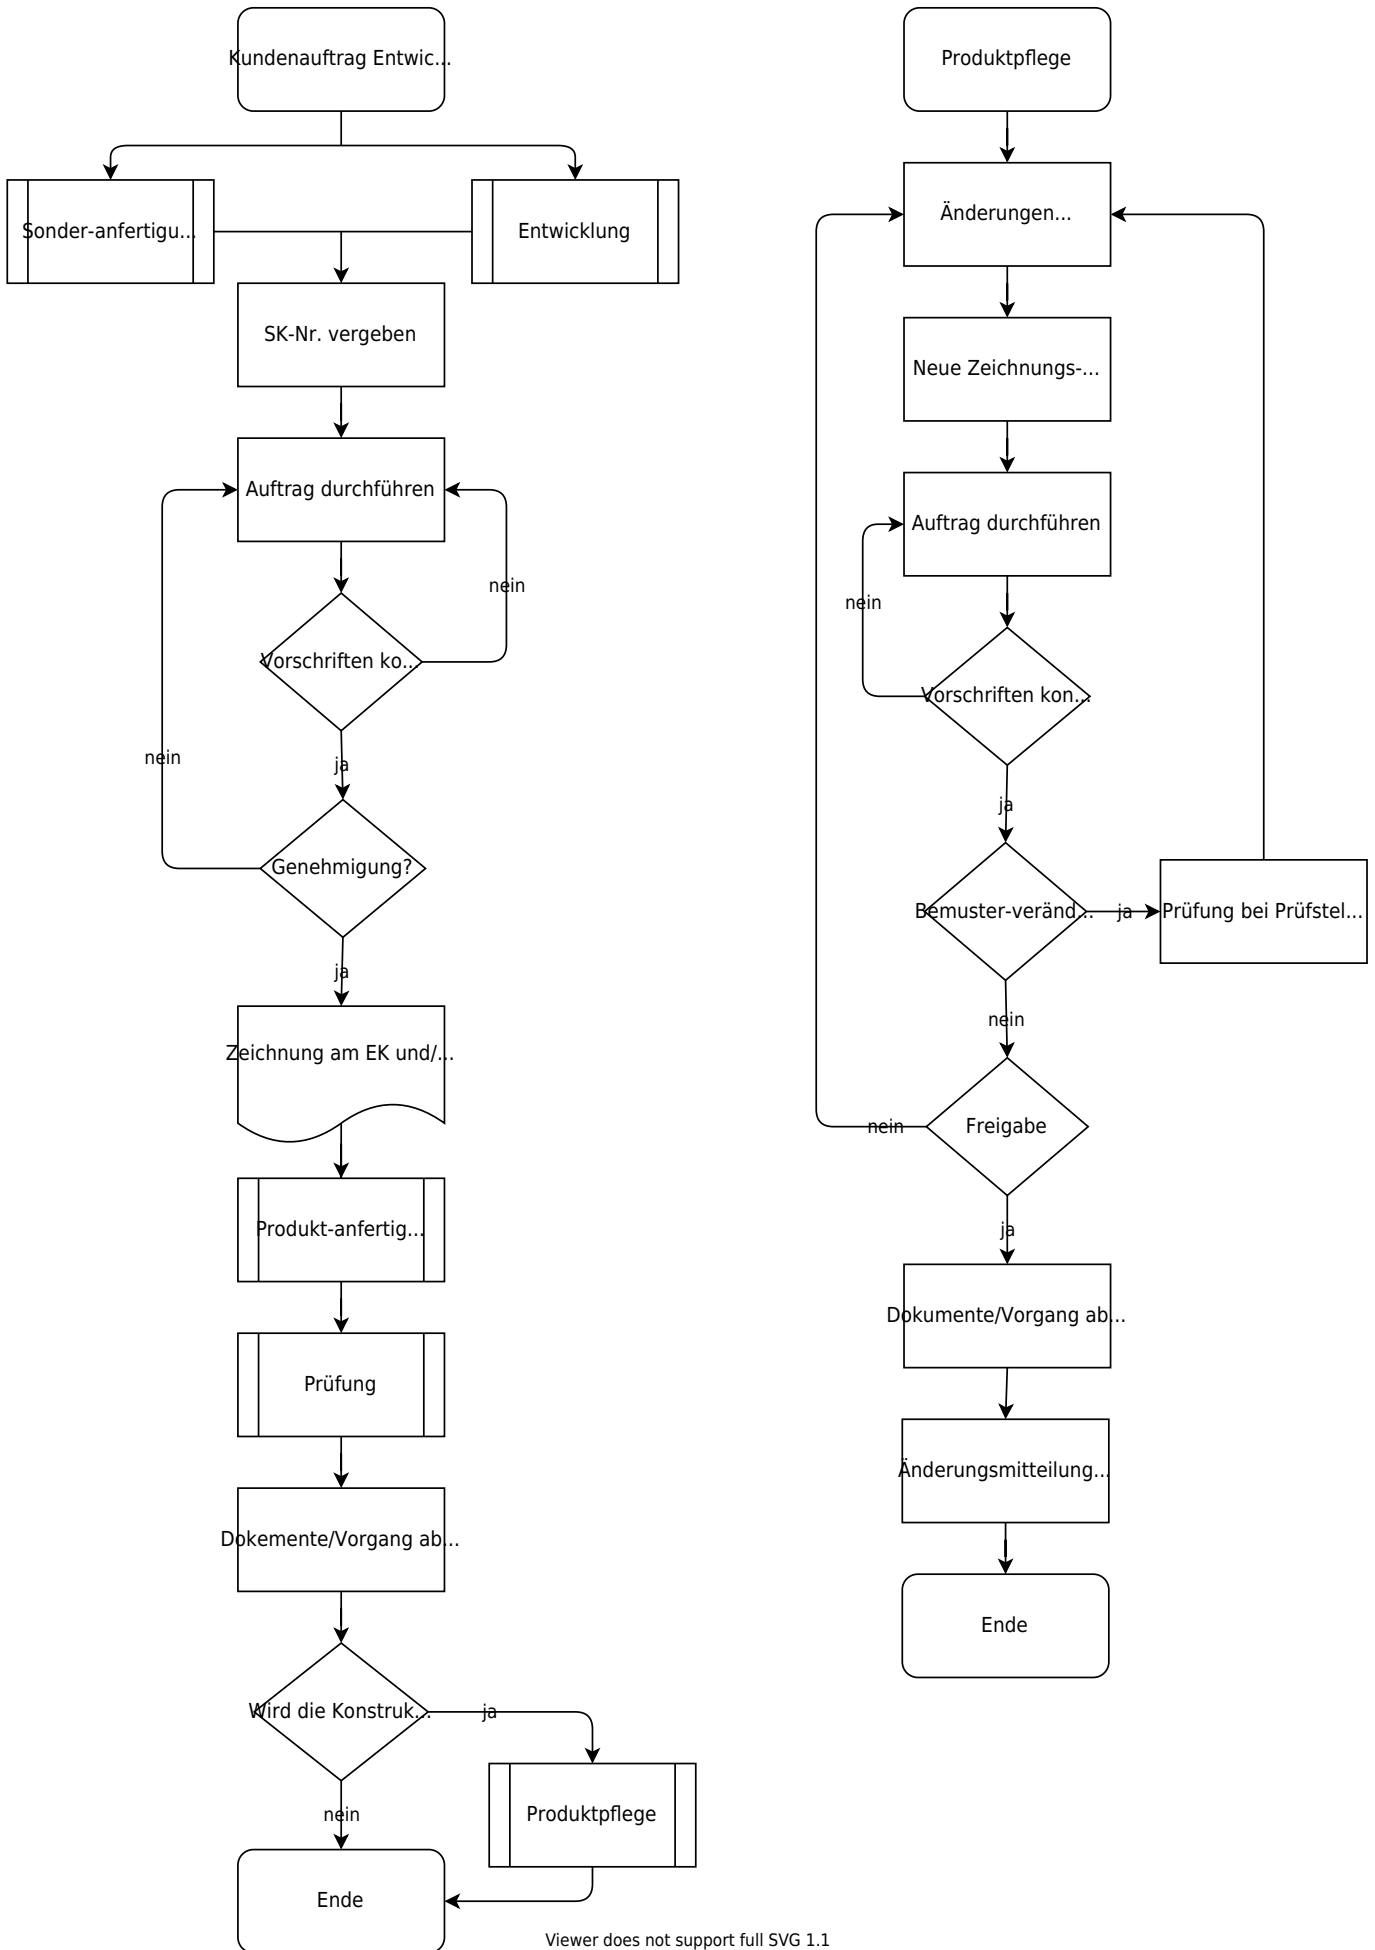 Kundenauftrag Entwic...
Sonder-anfertigu...
Entwicklung
SK-Nr. vergeben
Auftrag durchführen
nein
Vorschriften ko...
nein
ja
Genehmigung?
ja
Zeichnung am EK und/...
Produkt-anfertig...
Prüfung
Dokemente/Vorgang ab...
Wird die Konstruk...
ja
nein
Produktpflege
Ende
Produktpflege
Änderungen...
Neue Zeichnungs-...
Auftrag durchführen
nein
Vorschriften kon...
ja
Bemuster-veränd...
ja
Prüfung bei Prüfstel...
nein
Freigabe
nein
ja
Dokumente/Vorgang ab...
Änderungsmitteilung...
Ende
Viewer does not support full SVG 1.1